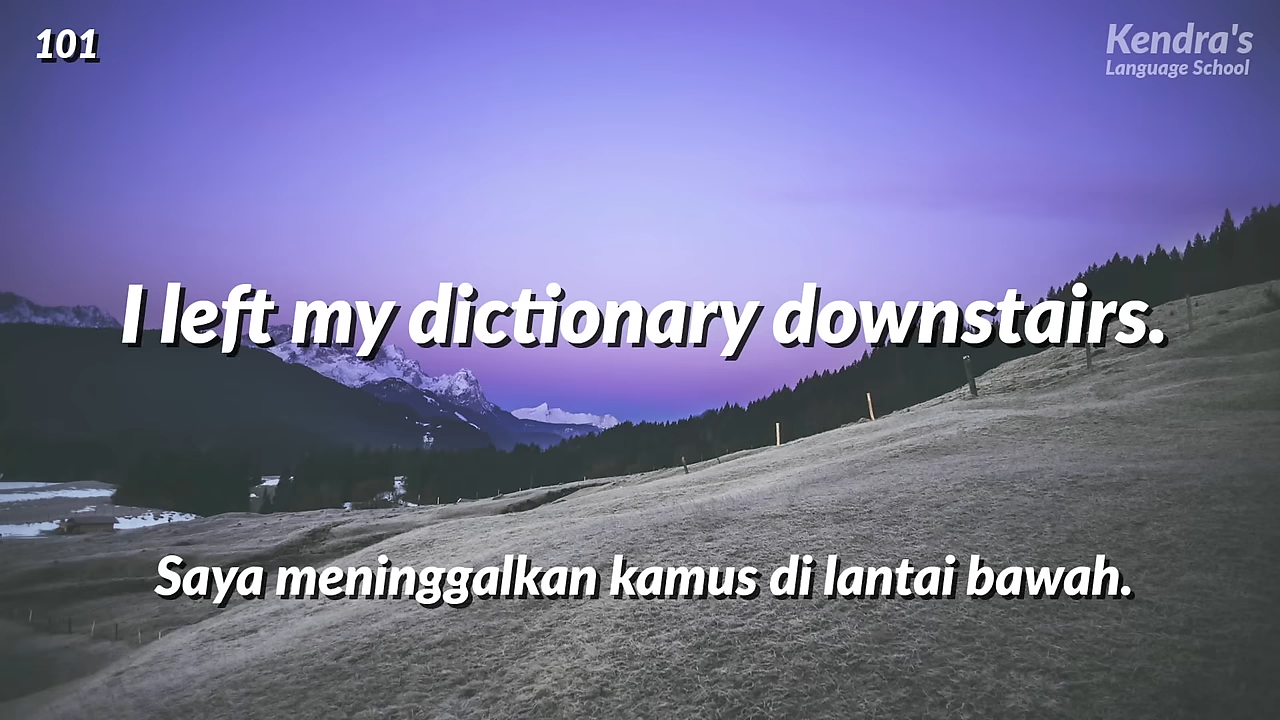 101
Kendra's
Language School
I left my dictionary downstairs.
Saya meninggalkan kamus di lantai bawah.